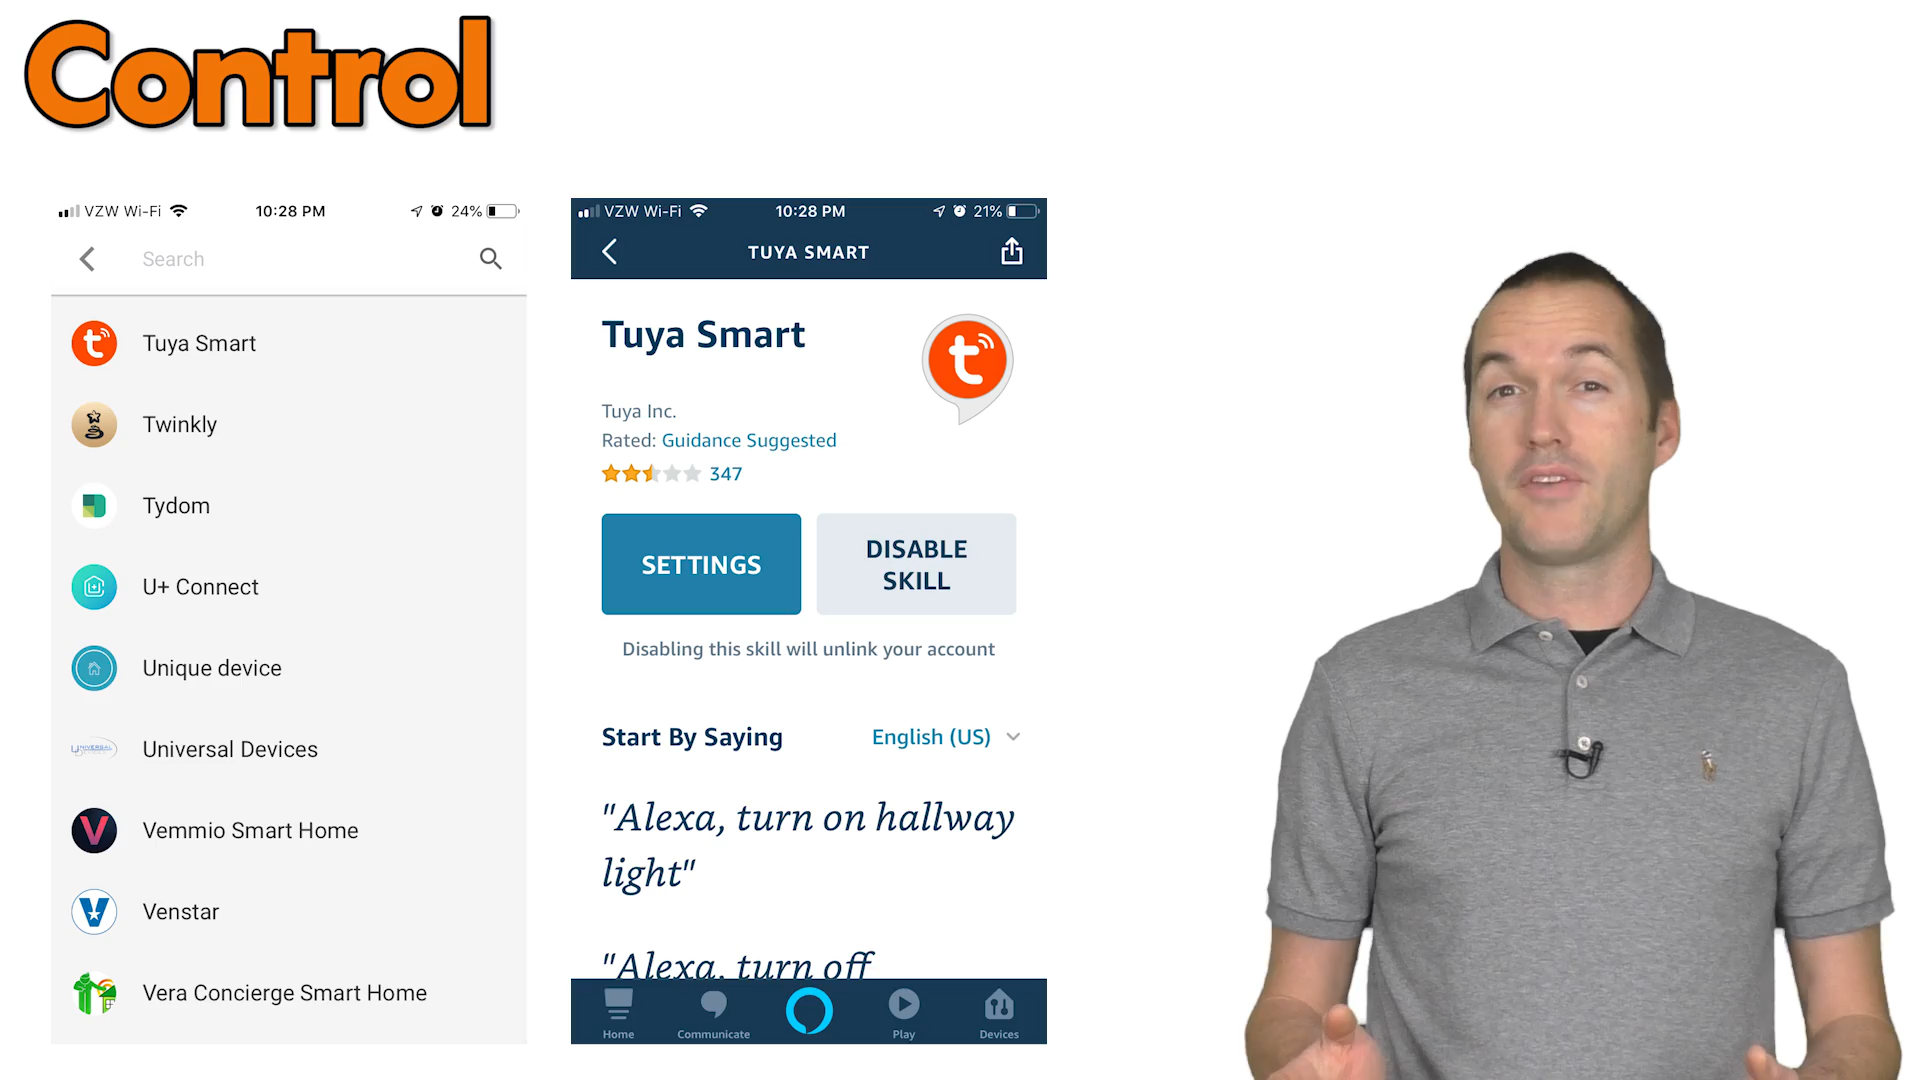 Control
VZW Wi-Fi 10:28 PM 24%
Search
Tuya Smart
Twinkly
Tydom
U+ Connect
Unique device
Universal Devices
Vemmio Smart Home
Venstar
Vera Concierge Smart Home
VZW Wi-Fi 10:28 PM 21%
TUYA SMART
Tuya Smart
Tuya Inc.
Rated: Guidance Suggested
347
SETTINGS
DISABLE
SKILL
Disabling this skill will unlink your account
Start By Saying English (US)
"Alexa, turn on hallway
light"
"Alexa, turn off
Home Communicate Play Devices